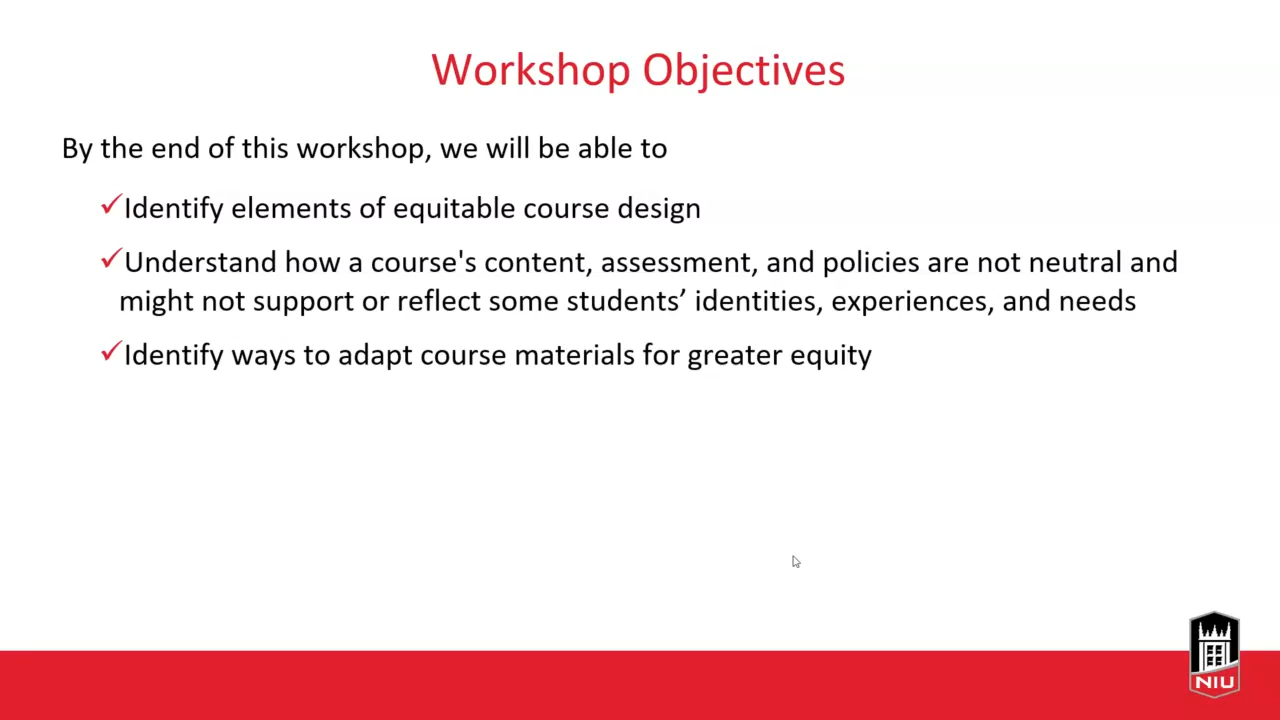 Workshop Objectives
By the end of this workshop, we will be able to
✓Identify elements of equitable course design
✓Understand how a course's content, assessment, and policies are not neutral and
might not support or reflect some students’ identities, experiences, and needs
✓Identify ways to adapt course materials for greater equity
NIU